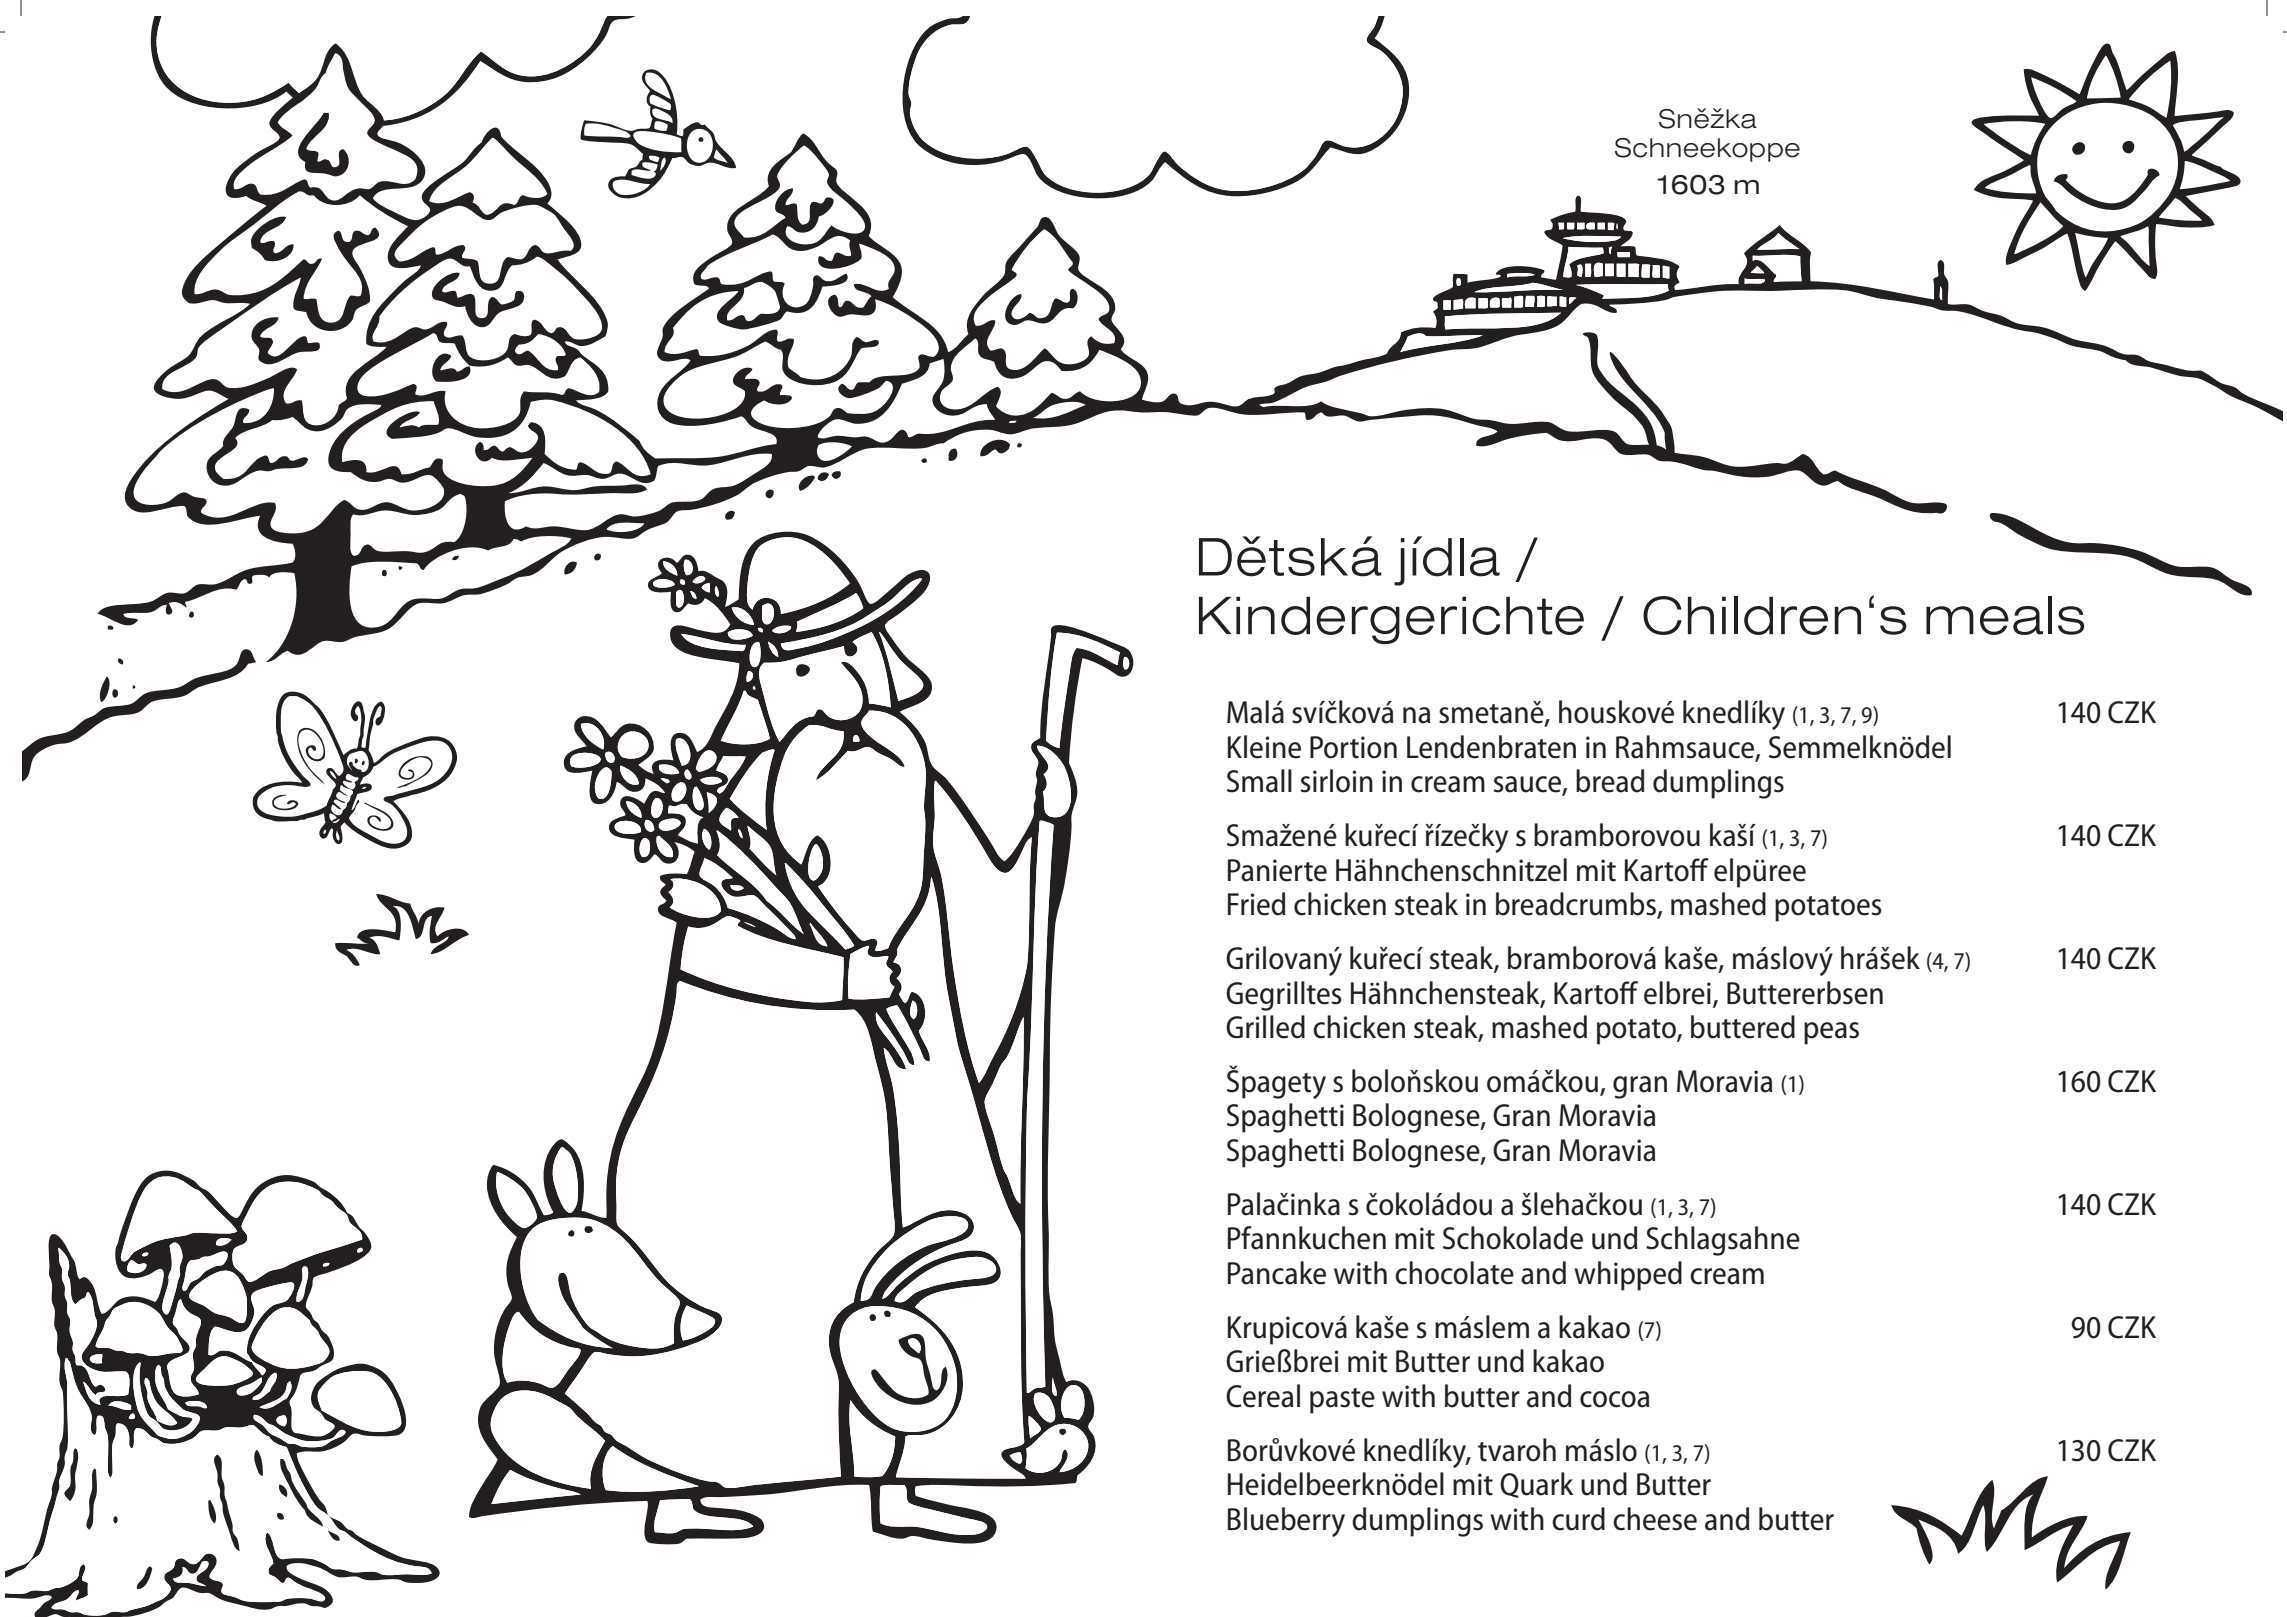 Sněžka
Schneekoppe
1603 m
Dětská jídla /
Kindergerichte / Children‘s meals
Malá svíčková na smetaně, houskové knedlíky (1, 3, 7, 9) 140 CZK
Kleine Portion Lendenbraten in Rahmsauce, Semmelknödel
Small sirloin in cream sauce, bread dumplings
Smažené kuřecí řízečky s bramborovou kaší (1, 3, 7) 140 CZK
Panierte Hähnchenschnitzel mit Kartoff elpüree
Fried chicken steak in breadcrumbs, mashed potatoes
Grilovaný kuřecí steak, bramborová kaše, máslový hrášek (4, 7) 140 CZK
Gegrilltes Hähnchensteak, Kartoff elbrei, Buttererbsen
Grilled chicken steak, mashed potato, buttered peas
Špagety s boloňskou omáčkou, gran Moravia (1) 160 CZK
Spaghetti Bolognese, Gran Moravia
Spaghetti Bolognese, Gran Moravia
Palačinka s čokoládou a šlehačkou (1, 3, 7) 140 CZK
Pfannkuchen mit Schokolade und Schlagsahne
Pancake with chocolate and whipped cream
Krupicová kaše s máslem a kakao (7) 90 CZK
Grießbrei mit Butter und kakao
Cereal paste with butter and cocoa
Borůvkové knedlíky, tvaroh máslo (1, 3, 7) 130 CZK
Heidelbeerknödel mit Quark und Butter
Blueberry dumplings with curd cheese and butter